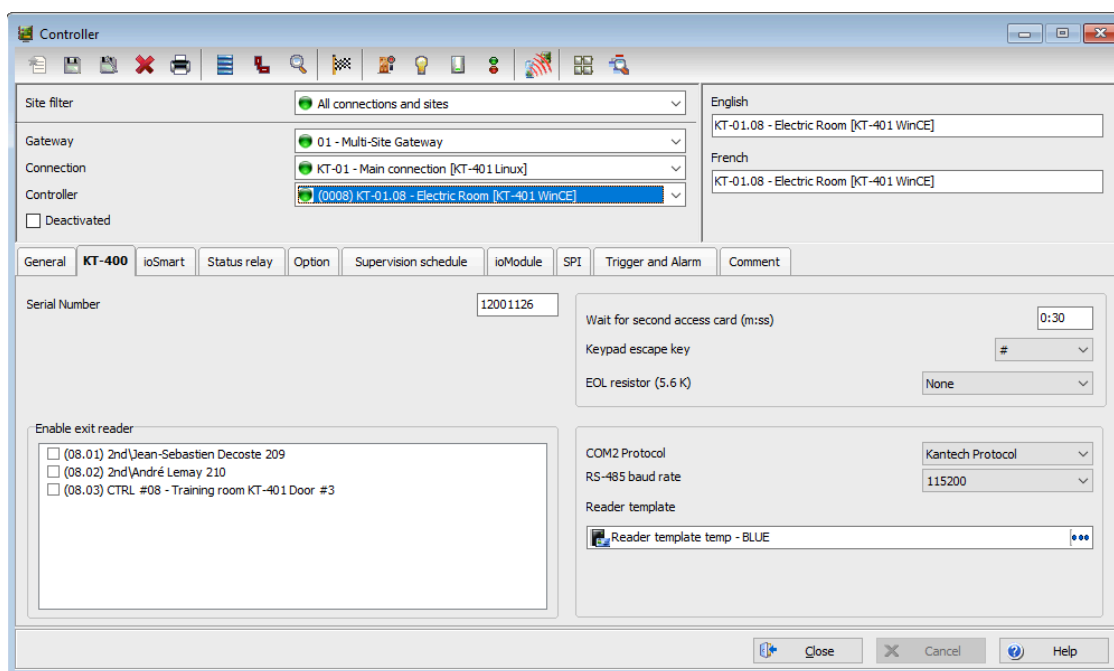 Controller
Site filter
All connections and sites
Gateway
01 - Multi-Site Gateway
Connection
KT-01 - Main connection [KT-401 Linux]
Controller
(0008) KT-01.08 - Electric Room [KT-401 WinCE]
Deactivated
English
KT-01.08 - Electric Room [KT-401 WinCE]
French
KT-01.08 - Electric Room [KT-401 WinCE]
General KT-400 ioSmart Status relay Option Supervision schedule ioModule SPI Trigger and Alarm Comment
Serial Number 12001126
Wait for second access card (m:ss) 0:30
Keypad escape key #
EOL resistor (5.6 K) None
Enable exit reader
(08.01) 2nd\Jean-Sebastien Decoste 209
(08.02) 2nd\André Lemay 210
(08.03) CTRL #08 - Training room KT-401 Door #3
COM2 Protocol Kantech Protocol
RS-485 baud rate 115200
Reader template
Reader template temp - BLUE
Close Cancel Help